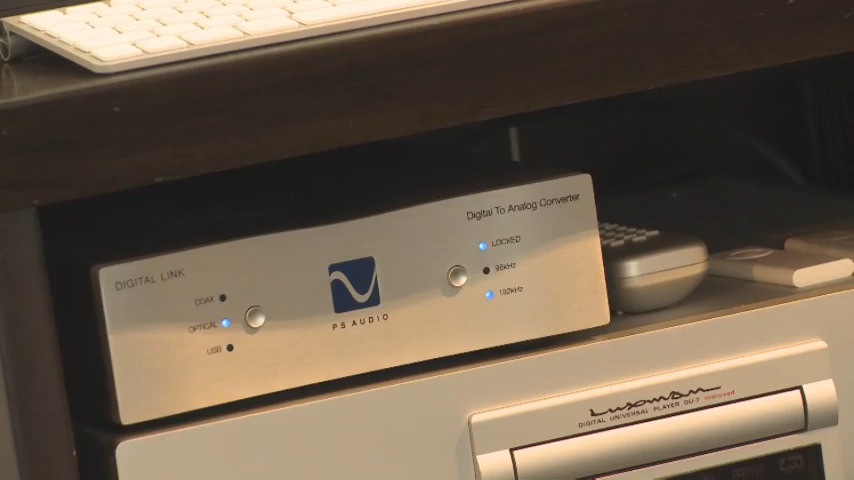 DIGITAL LINK
COAX
OPTICAL
USB
PS AUDIO
Digital To Analog Converter
LOCKED
96kHz
192kHz
LUXMAN
DIGITAL UNIVERSAL PLAYER DU-7 improved